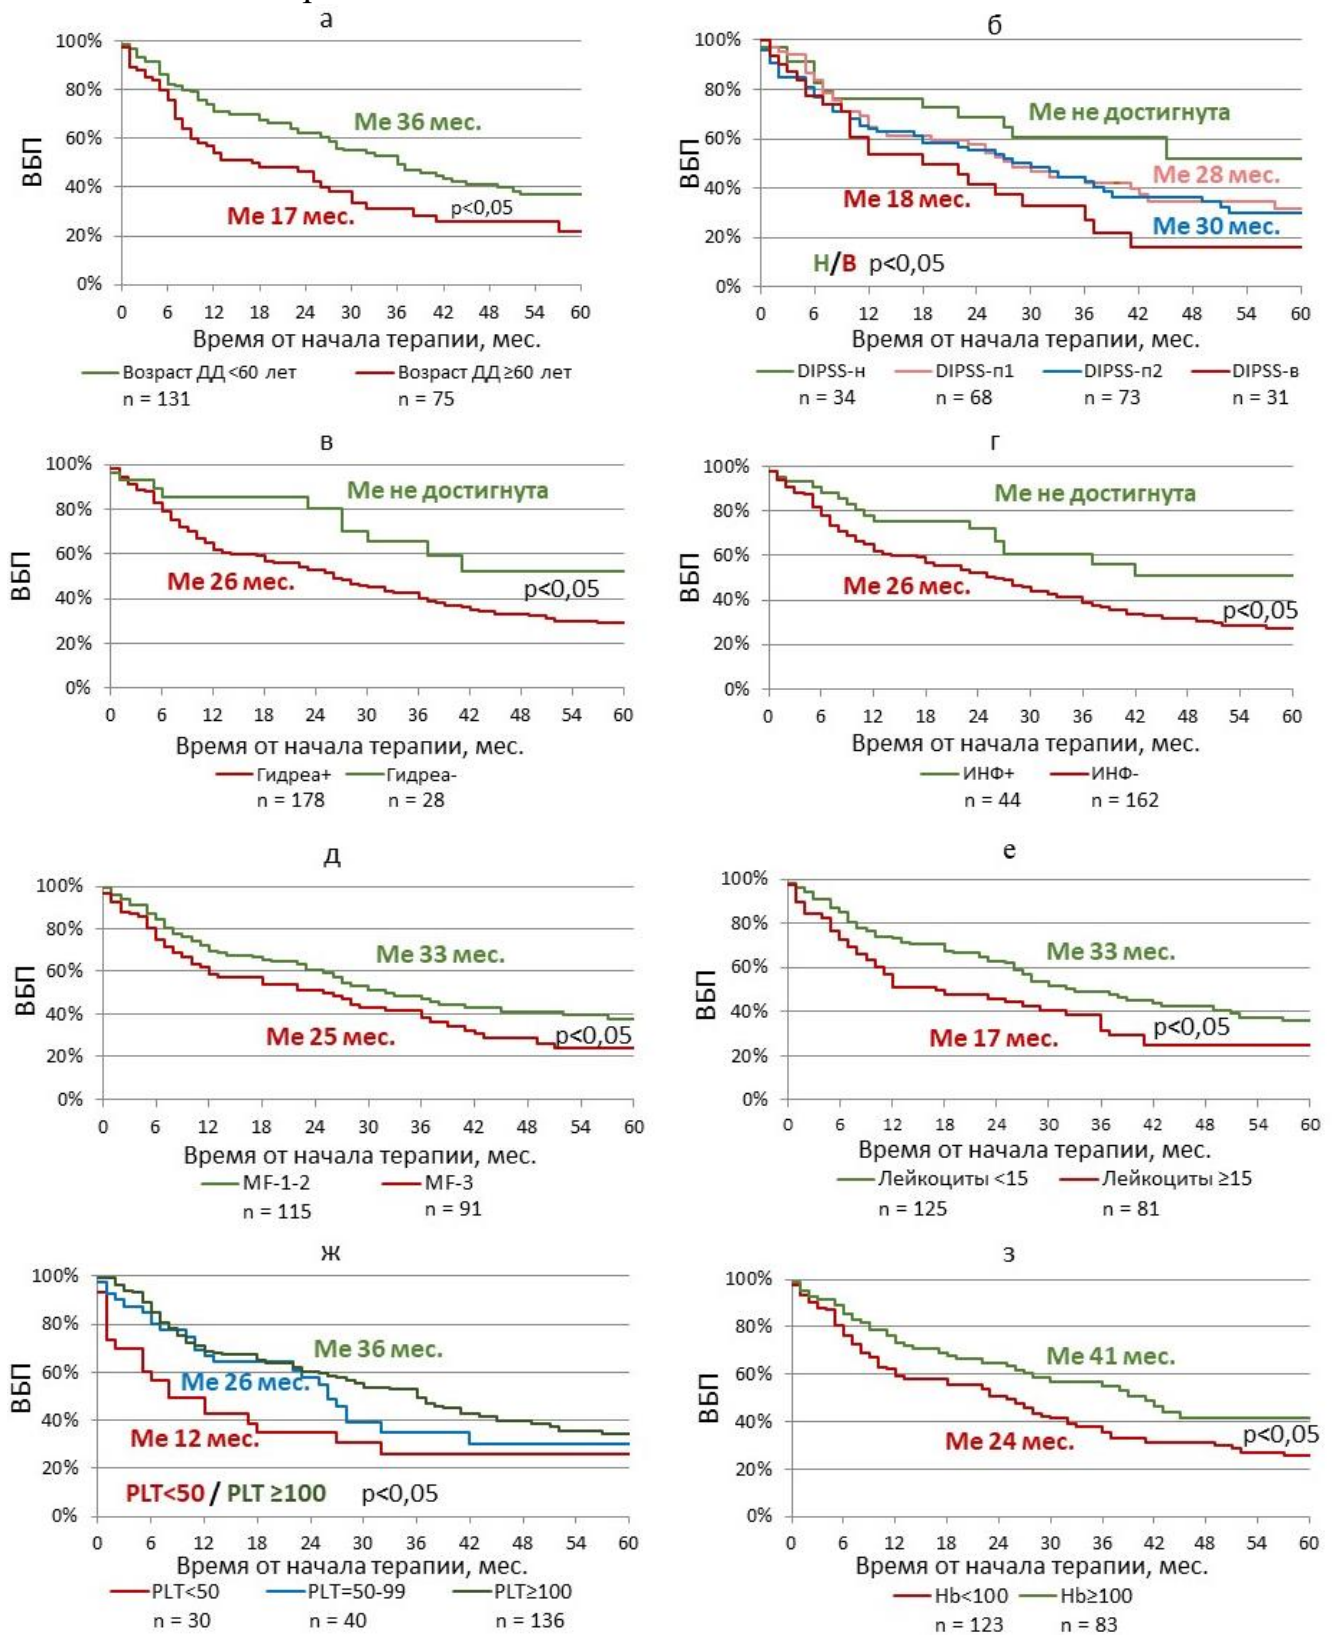 а
100%
80%
60%
40%
20%
0%
ВБП
Ме 36 мес.
Ме 17 мес.
p<0,05
0 6 12 18 24 30 36 42 48 54 60
Время от начала терапии, мес.
Возраст ДД<60 лет Возраст ДД≥60 лет
n = 131 n = 75
б
100%
80%
60%
40%
20%
0%
ВБП
Ме не достигнута
Ме 28 мес.
Ме 18 мес.
Ме 30 мес.
Н/В p<0,05
0 6 12 18 24 30 36 42 48 54 60
Время от начала терапии, мес.
DIPSS-н DIPSS-п1 DIPSS-п2 DIPSS-в
n = 34 n = 68 n = 73 n = 31
в
100%
80%
60%
40%
20%
0%
ВБП
Ме не достигнута
Ме 26 мес.
p<0,05
0 6 12 18 24 30 36 42 48 54 60
Время от начала терапии, мес.
Гидреа+ Гидреа-
n = 178 n = 28
г
100%
80%
60%
40%
20%
0%
ВБП
Ме не достигнута
Ме 26 мес.
p<0,05
0 6 12 18 24 30 36 42 48 54 60
Время от начала терапии, мес.
ИНФ+ ИНФ-
n = 44 n = 162
д
100%
80%
60%
40%
20%
0%
ВБП
Ме 33 мес.
Ме 25 мес.
p<0,05
0 6 12 18 24 30 36 42 48 54 60
Время от начала терапии, мес.
MF-1-2 MF-3
n = 115 n = 91
е
100%
80%
60%
40%
20%
0%
ВБП
Ме 33 мес.
Ме 17 мес.
p<0,05
0 6 12 18 24 30 36 42 48 54 60
Время от начала терапии, мес.
Лейкоциты <15 Лейкоциты ≥15
n = 125 n = 81
ж
100%
80%
60%
40%
20%
0%
ВБП
Ме 36 мес.
Ме 26 мес.
Ме 12 мес.
PLT<50 / PLT ≥100 p<0,05
0 6 12 18 24 30 36 42 48 54 60
Время от начала терапии, мес.
PLT<50 PLT=50-99 PLT≥100
n = 30 n = 40 n = 136
з
100%
80%
60%
40%
20%
0%
ВБП
Ме 41 мес.
Ме 24 мес.
p<0,05
0 6 12 18 24 30 36 42 48 54 60
Время от начала терапии, мес.
Hb<100 Hb≥100
n = 123 n = 83